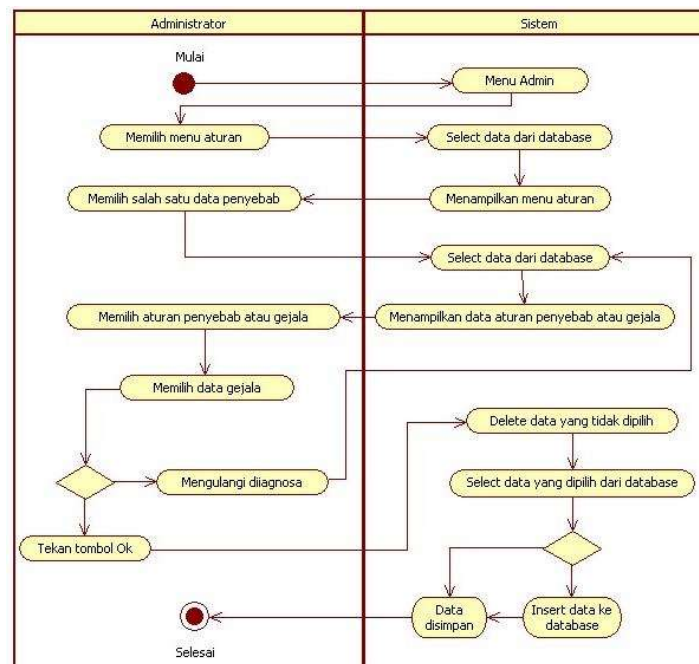 Administrator
Sistem
Mulai
Menu Admin
Memilih menu aturan
Select data dari database
Memilih salah satu data penyebab
Menampilkan menu aturan
Select data dari database
Memilih aturan penyebab atau gejala
Menampilkan data aturan penyebab atau gejala
Memilih data gejala
Delete data yang tidak dipilih
Mengulangi diiagnosa
Select data yang dipilih dari database
Tekan tombol Ok
Data
disimpan
Insert data ke
database
Selesai